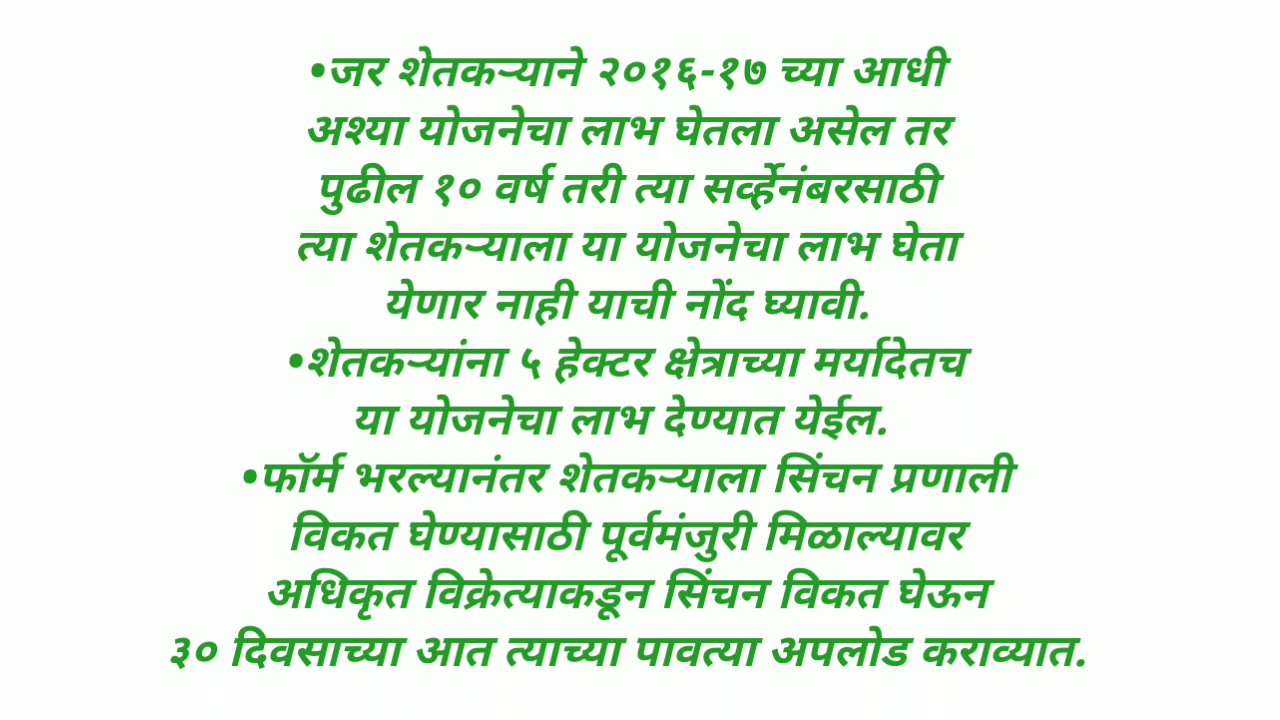 •जर शेतकऱ्याने २०१६-१७ च्या आधी
अश्या योजनेचा लाभ घेतला असेल तर
पुढील १० वर्ष तरी त्या सर्व्हेनंबरसाठी
त्या शेतकऱ्याला या योजनेचा लाभ घेता
येणार नाही याची नोंद घ्यावी.
•शेतकऱ्यांना ५ हेक्टर क्षेत्राच्या मर्यादेतच
या योजनेचा लाभ देण्यात येईल.
•फॉर्म भरल्यानंतर शेतकऱ्याला सिंचन प्रणाली
विकत घेण्यासाठी पूर्वमंजुरी मिळाल्यावर
अधिकृत विक्रेत्याकडून सिंचन विकत घेऊन
३० दिवसाच्या आत त्याच्या पावत्या अपलोड कराव्यात.